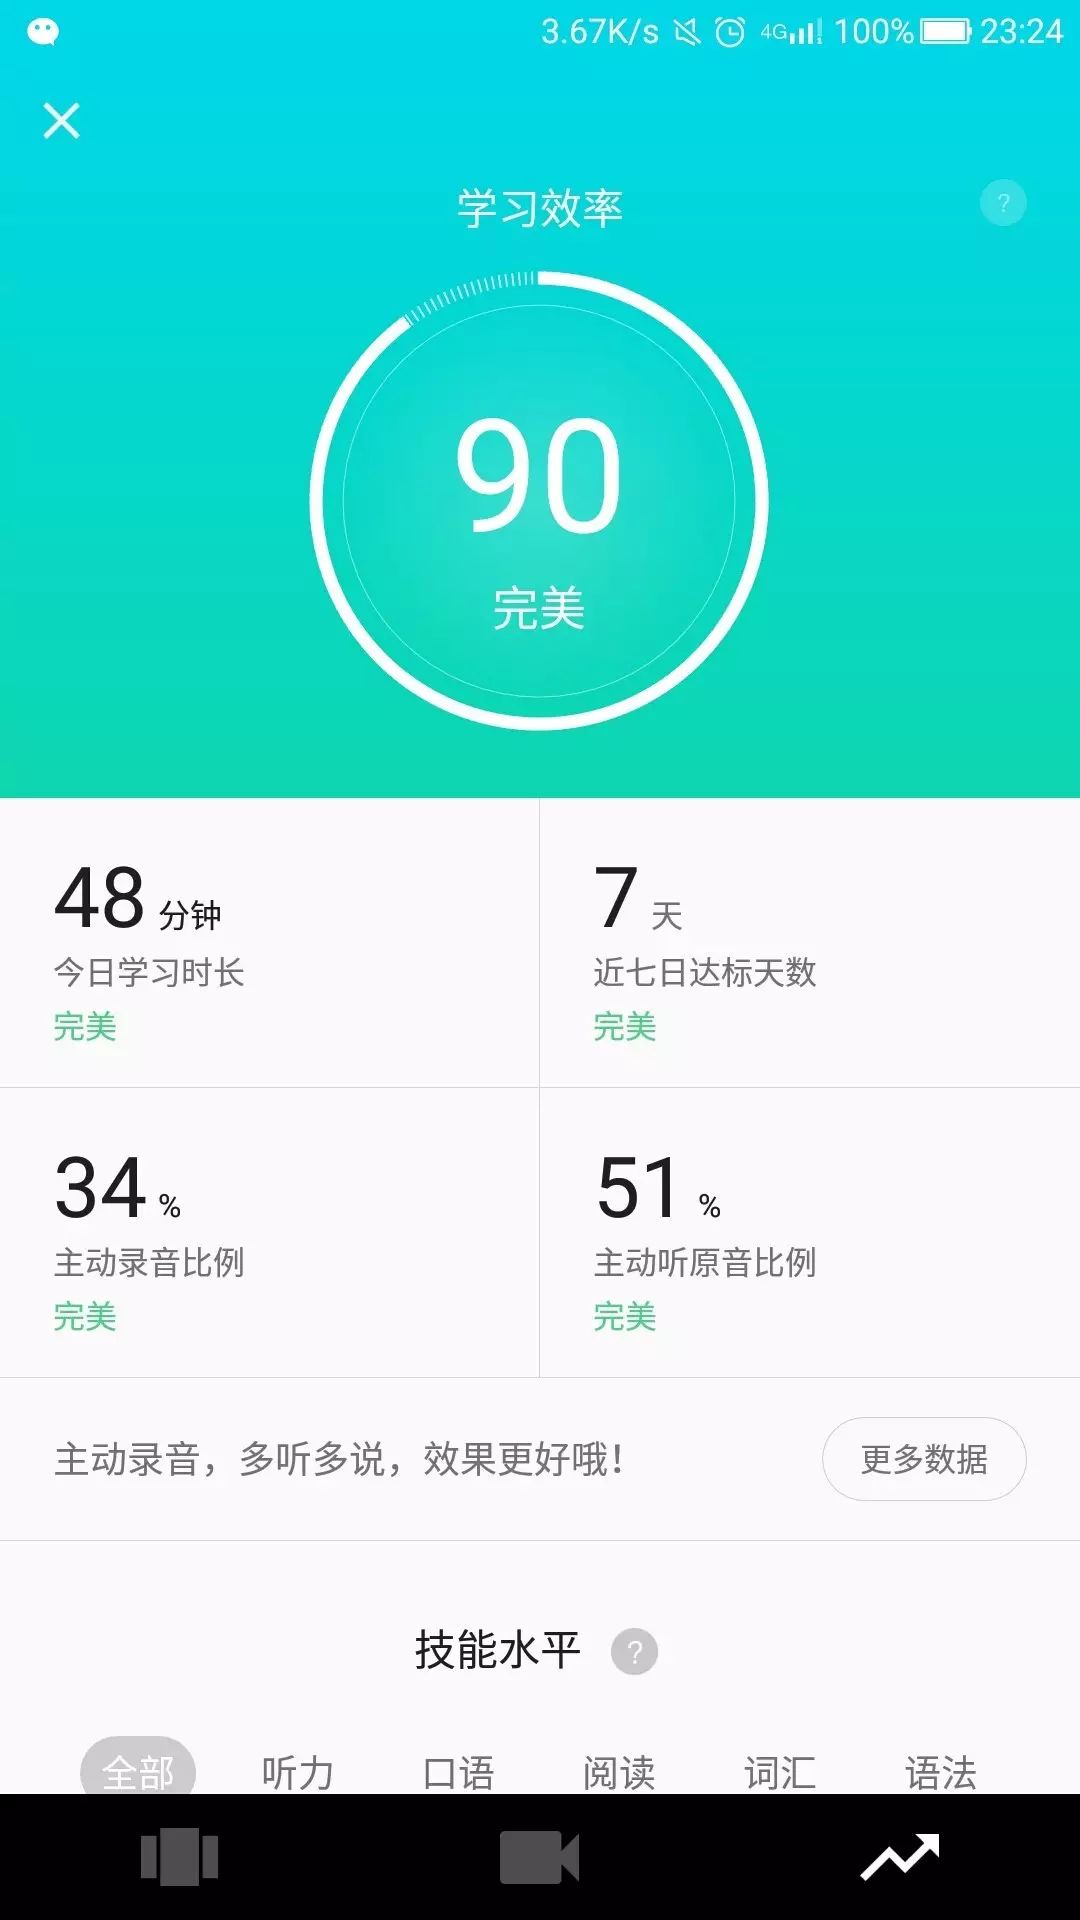 3.67K/s 4G 100% 23:24
学习效率
?
90
完美
48 分钟
今日学习时长
完美
7 天
近七日达标天数
完美
34 %
主动录音比例
完美
51 %
主动听原音比例
完美
主动录音，多听多说，效果更好哦！
更多数据
技能水平 ?
全部 听力 口语 阅读 词汇 语法